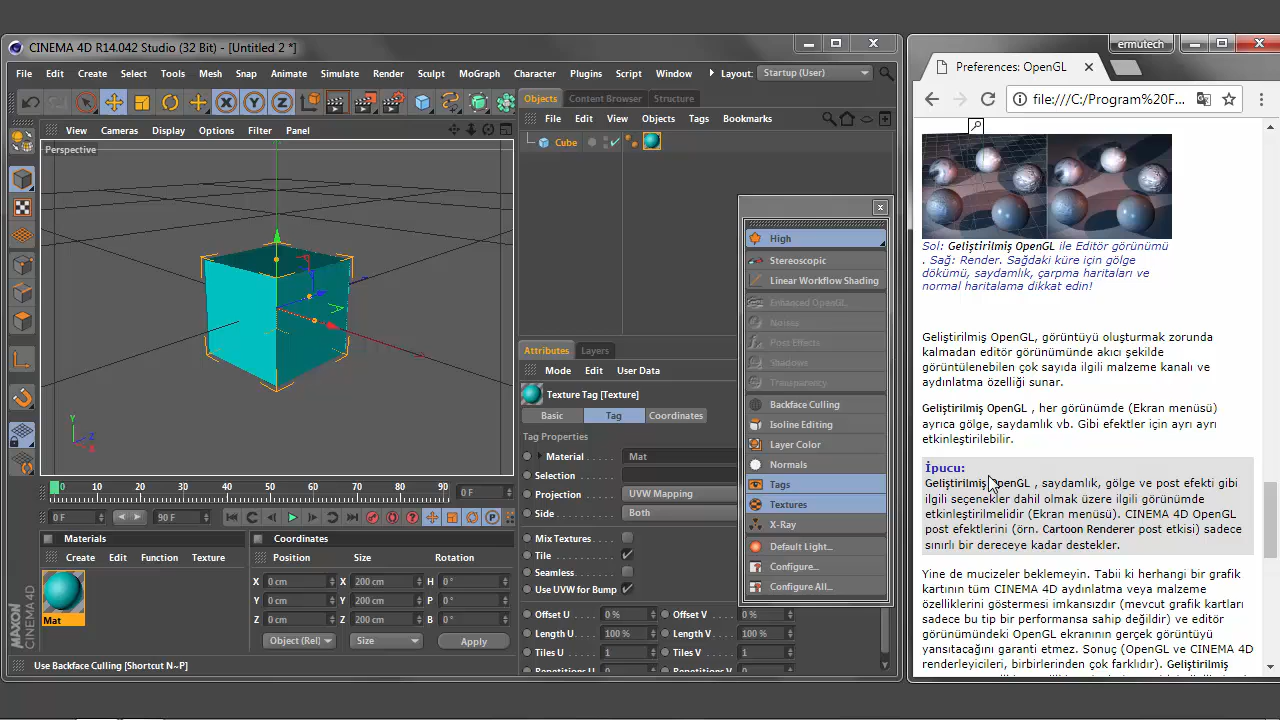 CINEMA 4D R14.042 Studio (32 Bit) - [Untitled 2 *]
File Edit Create Select Tools Mesh Snap Animate Simulate Render Sculpt MoGraph Character Plugins Script Window Layout: Startup (User)
X Y Z
View Cameras Display Options Filter Panel
Perspective
Y
Z
X
0 10 20 30 40 50 60 70 80 90 0 F
0 F 90 F P
Materials
Create Edit Function Texture
Mat
MAXON
CINEMA 4D
Coordinates
Position Size Rotation
X 0 cm X 200 cm H 0 °
Y 0 cm Y 200 cm P 0 °
Z 0 cm Z 200 cm B 0 °
Object (Rel) Size Apply
Use Backface Culling [Shortcut N~P]
Objects Content Browser Structure
File Edit View Objects Tags Bookmarks
Cube
Attributes Layers
Mode Edit User Data
Texture Tag [Texture]
Basic Tag Coordinates
Tag Properties
Material Mat
Selection
Projection UVW Mapping
Side Both
Mix Textures
Tile
Seamless
Use UVW for Bump
Offset U 0 % Offset V 0 %
Length U 100 % Length V 100 %
Tiles U 1 Tiles V 1
Repetitions U 0 Repetitions V 0
High
Stereoscopic
Linear Workflow Shading
Enhanced OpenGL
Noises
Post Effects
Shadows
Transparency
Backface Culling
Isoline Editing
Layer Color
Normals
Tags
Textures
X-Ray
Default Light...
Configure...
Configure All...
ermutech
Preferences: OpenGL
file:///C:/Program%20F...
Sol: Geliştirilmiş OpenGL ile Editör görünümü
. Sağ: Render. Sağdaki küre için gölge
dökümü, saydamlık, çarpma haritaları ve
normal haritalama dikkat edin!
Geliştirilmiş OpenGL, görüntüyü oluşturmak zorunda
kalmadan editör görünümünde akıcı şekilde
görüntülenebilen çok sayıda ilgili malzeme kanalı ve
aydınlatma özelliği sunar.
Geliştirilmiş OpenGL , her görünümde (Ekran menüsü)
ayrıca gölge, saydamlık vb. Gibi efektler için ayrı ayrı
etkinleştirilebilir.
İpucu:
Geliştirilmiş OpenGL , saydamlık, gölge ve post efekti gibi
ilgili seçenekler dahil olmak üzere ilgili görünümde
etkinleştirilmelidir (Ekran menüsü). CINEMA 4D OpenGL
post efektlerini (örn. Cartoon Renderer post etkisi) sadece
sınırlı bir dereceye kadar destekler.
Yine de mucizeler beklemeyin. Tabii ki herhangi bir grafik
kartının tüm CINEMA 4D aydınlatma veya malzeme
özelliklerini göstermesi imkansızdır (mevcut grafik kartları
sadece bu tip bir performansa sahip değildir) ve editör
görünümündeki OpenGL ekranının gerçek görüntüyü
yansıtacağını garanti etmez. Sonuç (OpenGL ve CINEMA 4D
renderleyicileri, birbirlerinden çok farklıdır). Geliştirilmiş